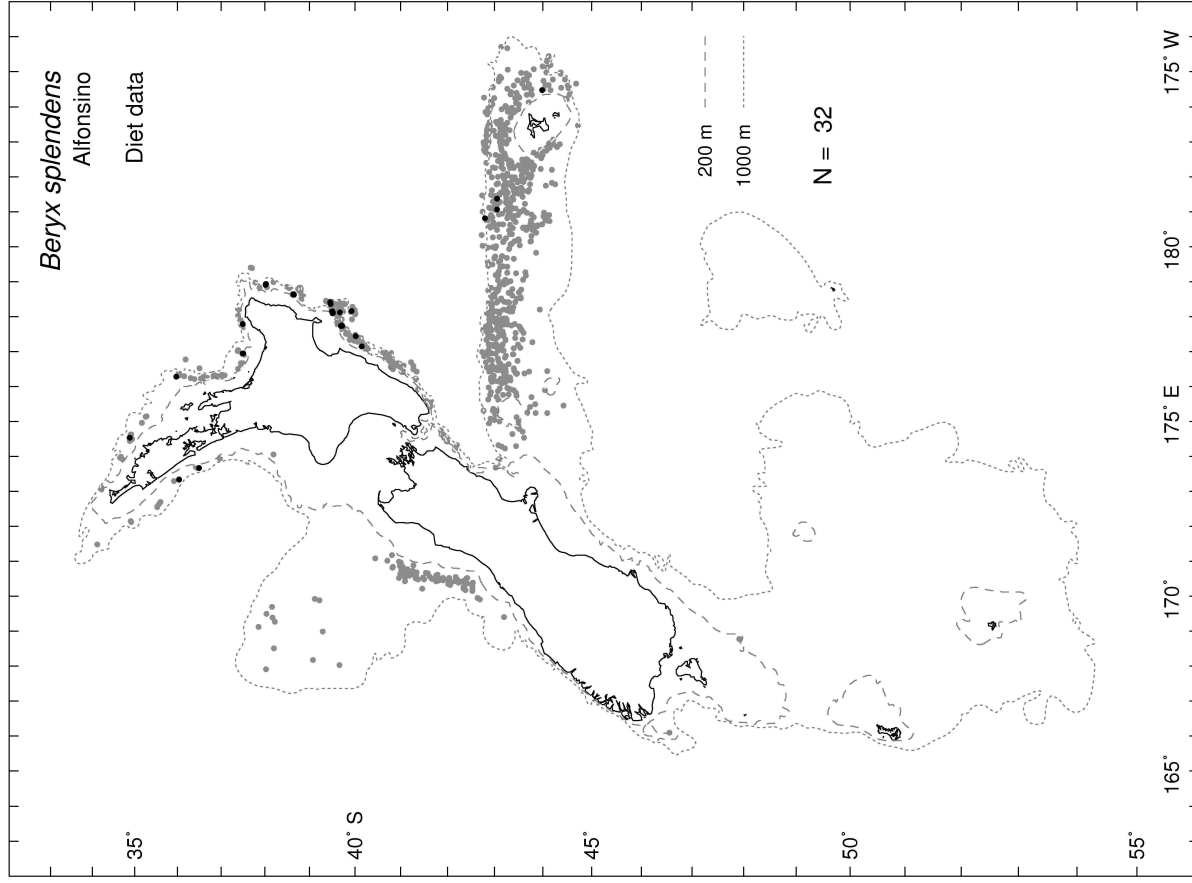 Beryx splendens
Alfonsino
Diet data
200 m
1000 m
N = 32
35°
40° S
45°
50°
55°
165°
170°
175° E
180°
175° W